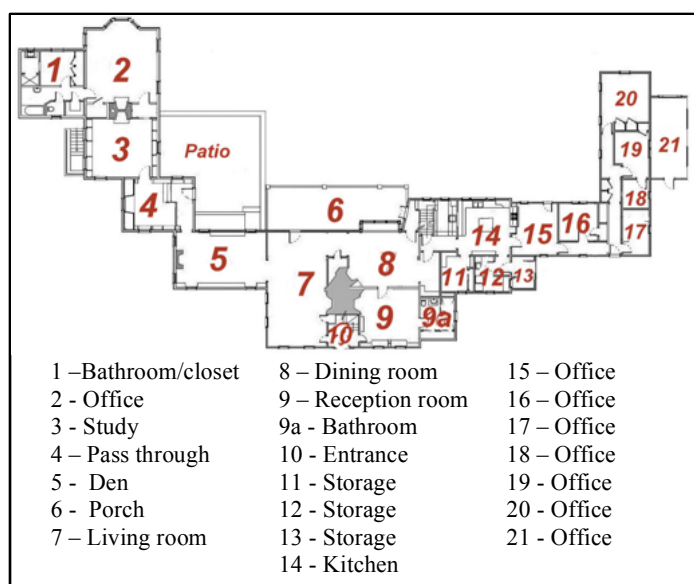 1
2
20
21
19
3
Patio
18
4
6
14
15
16
17
5
7
8
11
12
13
9
9a
10
1 –Bathroom/closet
2 - Office
3 - Study
4 – Pass through
5 - Den
6 - Porch
7 – Living room
8 – Dining room
9 – Reception room
9a - Bathroom
10 - Entrance
11 - Storage
12 - Storage
13 - Storage
14 - Kitchen
15 – Office
16 – Office
17 – Office
18 – Office
19 - Office
20 - Office
21 - Office